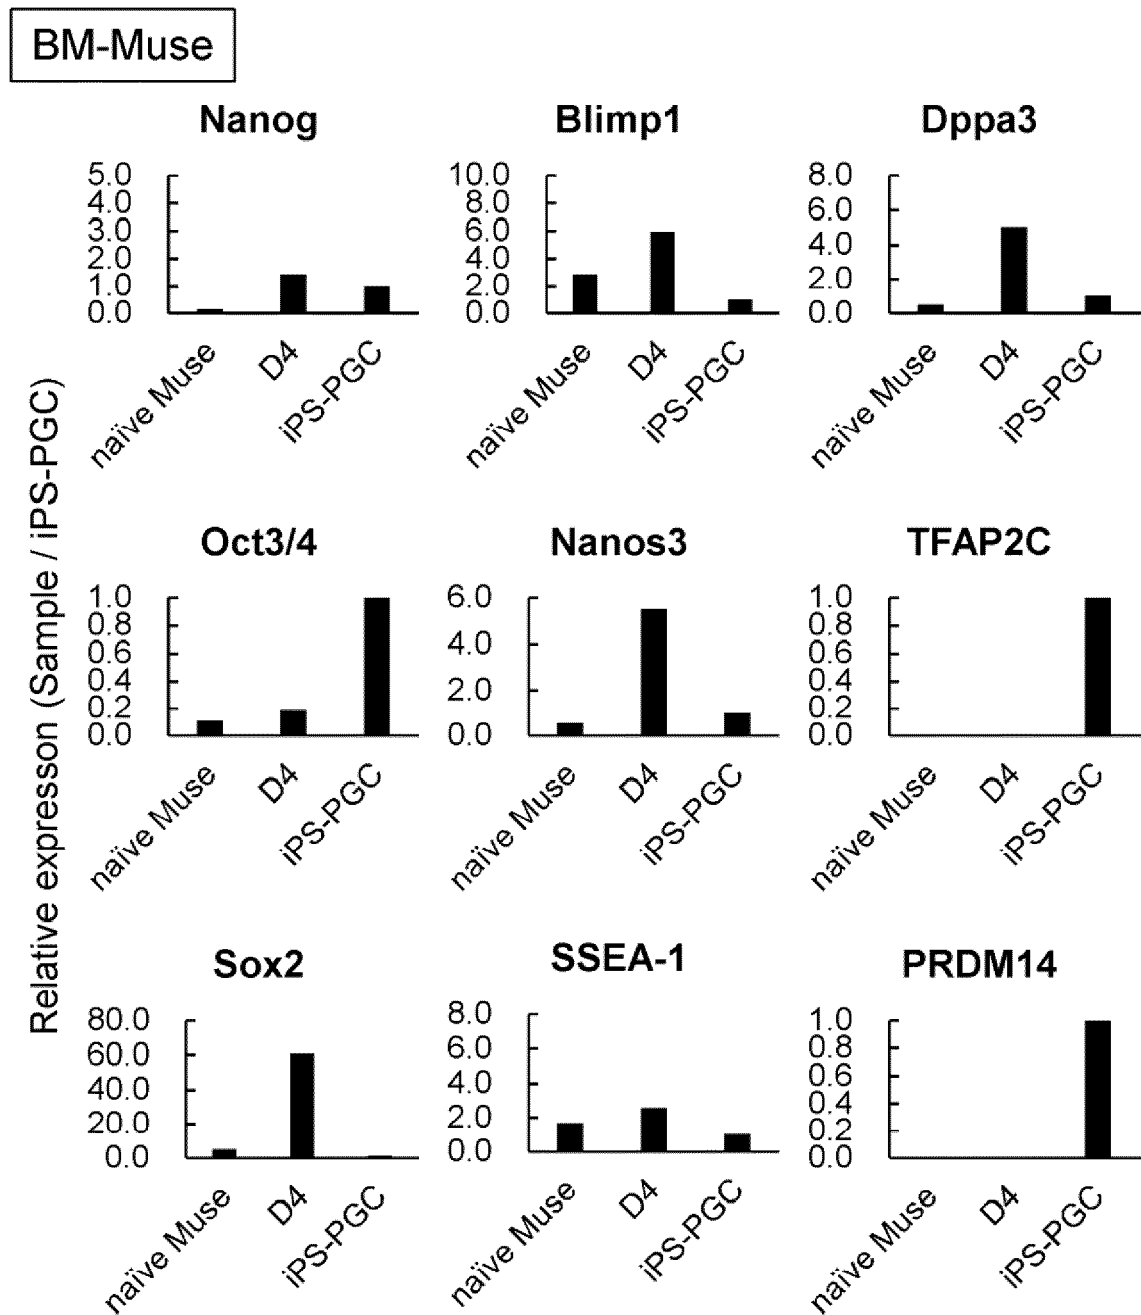 BM-Muse
Relative expresson (Sample / iPS-PGC)
Nanog
5.0
4.0
3.0
2.0
1.0
0.0
naïve Muse
D4
iPS-PGC
Blimp1
10.0
8.0
6.0
4.0
2.0
0.0
naïve Muse
D4
iPS-PGC
Dppa3
8.0
6.0
4.0
2.0
0.0
naïve Muse
D4
iPS-PGC
Oct3/4
1.0
0.8
0.6
0.4
0.2
0.0
naïve Muse
D4
iPS-PGC
Nanos3
6.0
4.0
2.0
0.0
naïve Muse
D4
iPS-PGC
TFAP2C
1.0
0.8
0.6
0.4
0.2
0.0
naïve Muse
D4
iPS-PGC
Sox2
80.0
60.0
40.0
20.0
0.0
naïve Muse
D4
iPS-PGC
SSEA-1
8.0
6.0
4.0
2.0
0.0
naïve Muse
D4
iPS-PGC
PRDM14
1.0
0.8
0.6
0.4
0.2
0.0
naïve Muse
D4
iPS-PGC